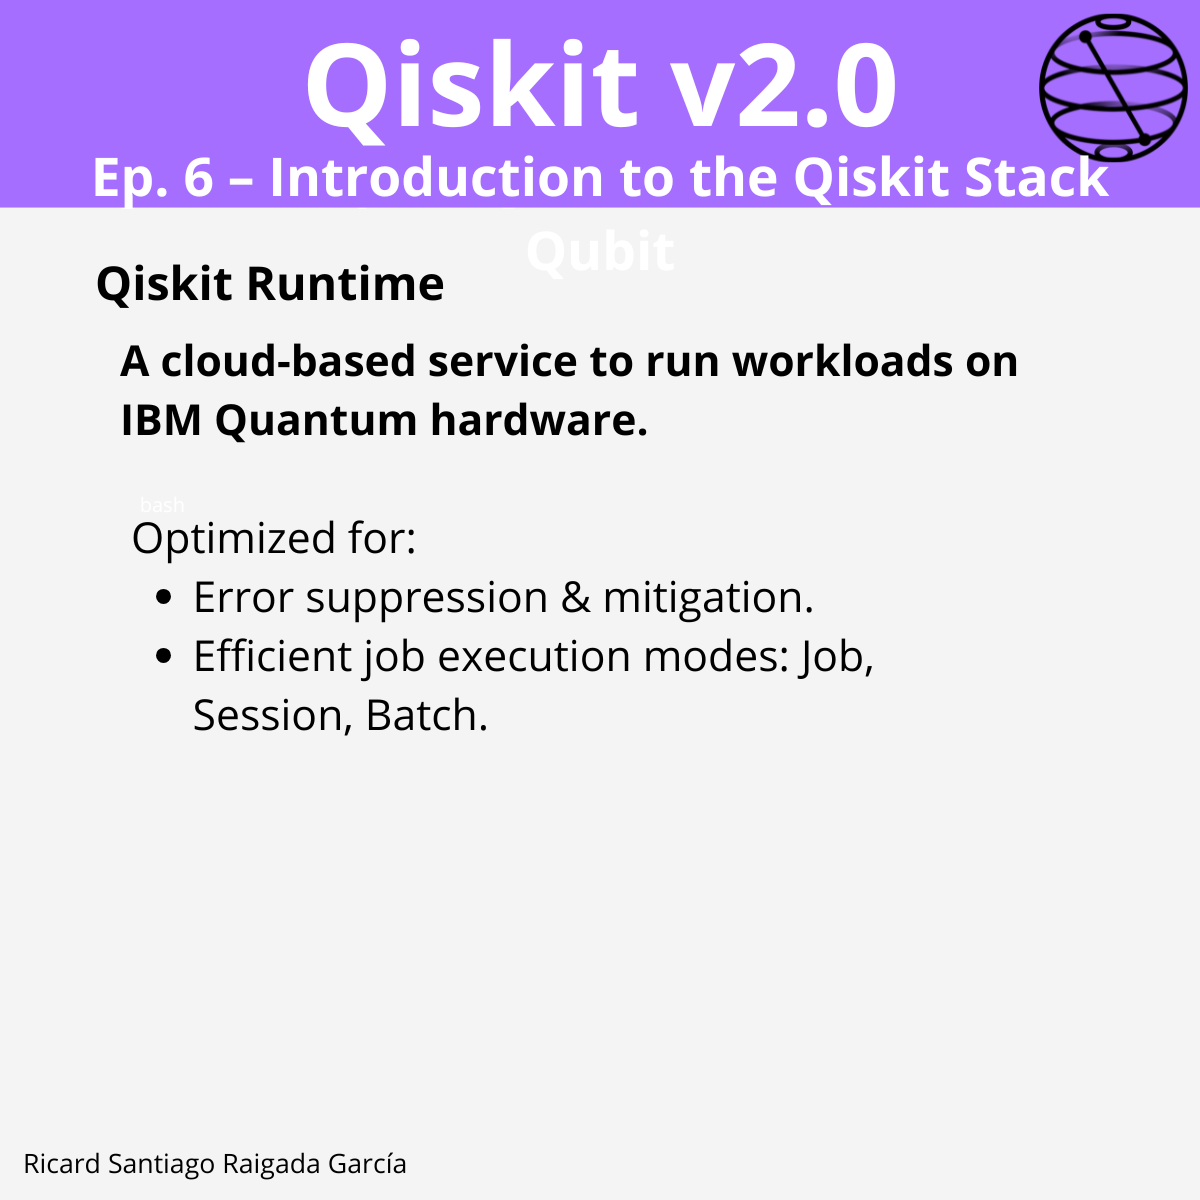 Qiskit v2.0
Ep. 6 – Introduction to the Qiskit Stack
Qubit
Qiskit Runtime
A cloud-based service to run workloads on
IBM Quantum hardware.
bash
Optimized for:
• Error suppression & mitigation.
• Efficient job execution modes: Job,
Session, Batch.
Ricard Santiago Raigada García